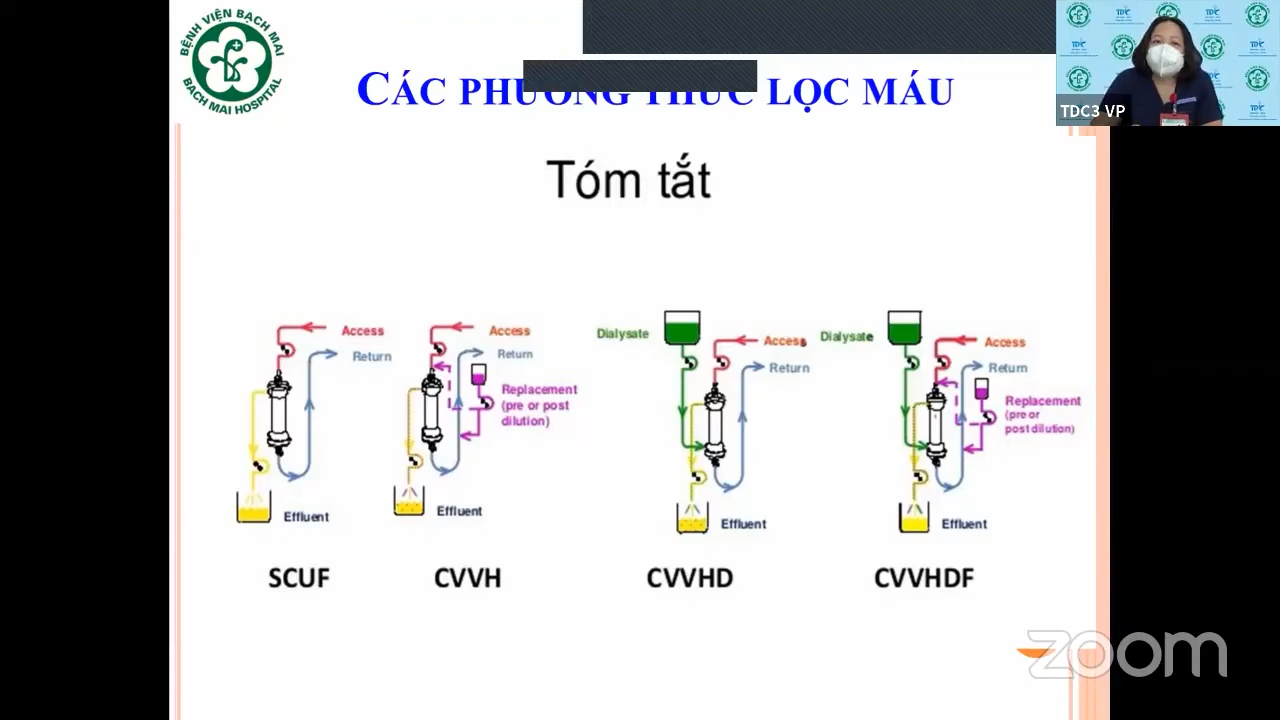 BỆNH VIỆN BẠCH MAI
BACH MAI HOSPITAL
CÁC PHƯƠNG THỨC LỌC MÁU
TDC3 VP
Tóm tắt
Access
Return
Effluent
SCUF
Access
Return
Replacement
(pre or post
dilution)
Effluent
CVVH
Dialysate
Access
Return
Effluent
CVVHD
Dialysate
Access
Return
Replacement
(pre or
post dilution)
Effluent
CVVHDF
zoom